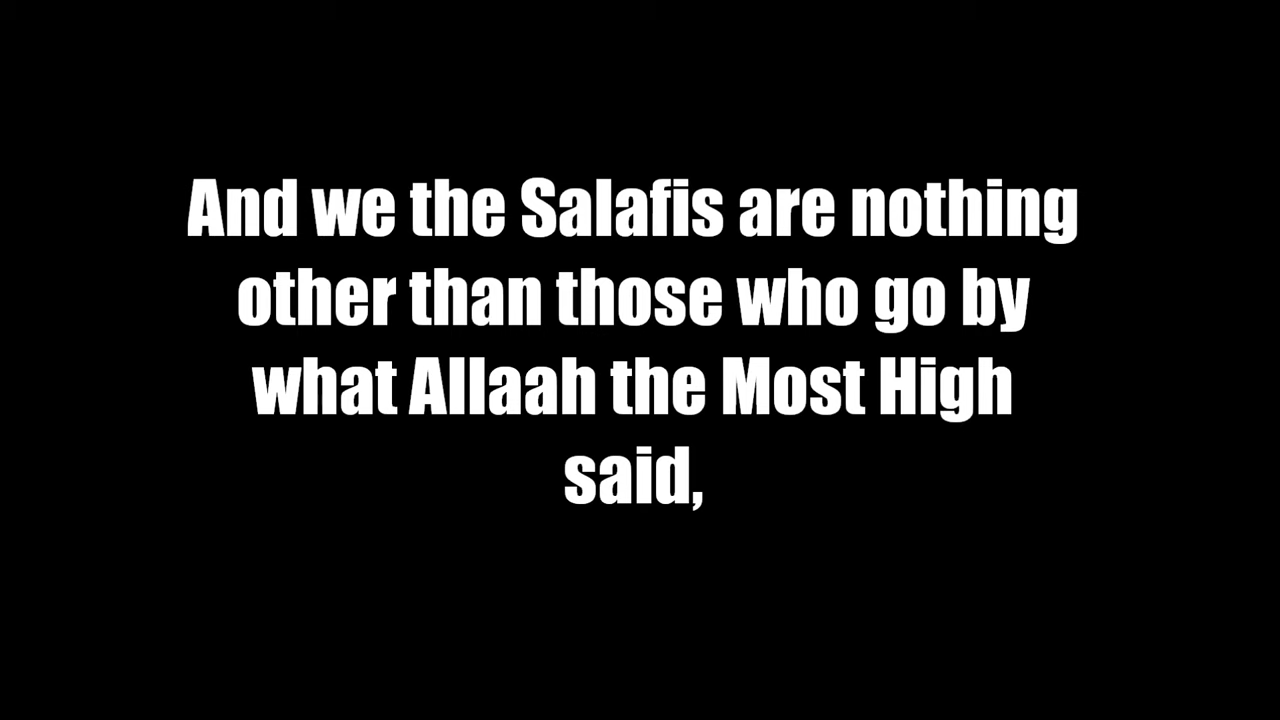 And we the Salafis are nothing
other than those who go by
what Allaah the Most High
said,